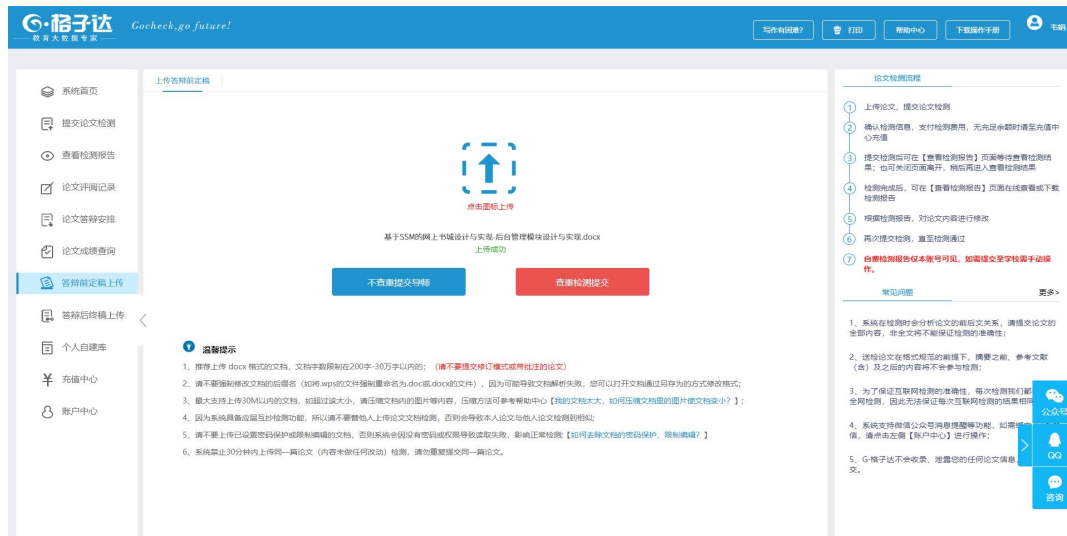 G·格子达
教育大数据专家
Gocheck,go future!
写作有困难?
打印
帮助中心
下载操作手册
系统首页
提交论文检测
查看检测报告
论文评阅记录
论文答辩安排
论文成绩查询
答辩前定稿上传
答辩后终稿上传
个人自建库
充值中心
账户中心
上传答辩前定稿
点击图标上传
基于SSM的网上书城设计与实现-后台管理模块设计与实现.docx
上传成功
不查重提交导师
查重检测提交
温馨提示
1、推荐上传 docx 格式的文档，文档字数限制在200字-30万字以内的；（请不要提交修订模式或带批注的论文）
2、请不要强制修改文档的后缀名（如将.wps的文件强制重命名为.doc或.docx的文件），因为可能导致文档解析失败，您可以打开文档通过另存为的方式修改格式；
3、最大支持上传30M以内的文档，如超过该大小，请压缩文档内的图片等内容，压缩方法可参考帮助中心【我的文档太大，如何压缩文档里的图片使文档变小？】；
4、因为系统具备应届互抄检测功能，所以请不要替他人上传论文文档检测，否则会导致本人论文与他人论文检测到相似;
5、请不要上传已设置密码保护或限制编辑的文档，否则系统会因没有密码或权限导致读取失败，影响正常检测;【如何去除文档的密码保护、限制编辑？】
6、系统禁止30分钟内上传同一篇论文（内容未做任何改动）检测，请勿重复提交同一篇论文。
论文检测流程
1 上传论文，提交论文检测
2 确认检测信息，支付检测费用，无充足余额时请至充值中
心充值
3 提交检测后可在【查看检测报告】页面等待查看检测结
果；也可关闭页面离开，稍后再进入查看检测结果
4 检测完成后，可在【查看检测报告】页面在线查看或下载
检测报告
5 根据检测报告，对论文内容进行修改
6 再次提交检测，直至检测通过
7 自费检测报告仅本账号可见，如需提交至学校需手动操
作。
常见问题
更多>
1、系统在检测时会分析论文的前后文关系，请提交论文的
全部内容，非全文将不能保证检测的准确性；
2、送检论文在格式规范的前提下，摘要之前、参考文献
（含）及之后的内容将不会参与检测；
3、为了保证互联网检测的准确性，每次检测我们都
全网检测，因此无法保证每次互联网检测的结果相同
4、系统支持微信公众号消息提醒等功能，如需
信，请点击左侧【账户中心】进行操作；
5、G-格子达不会收录、泄露您的任何论文信息
交。
公众号
QQ
咨询